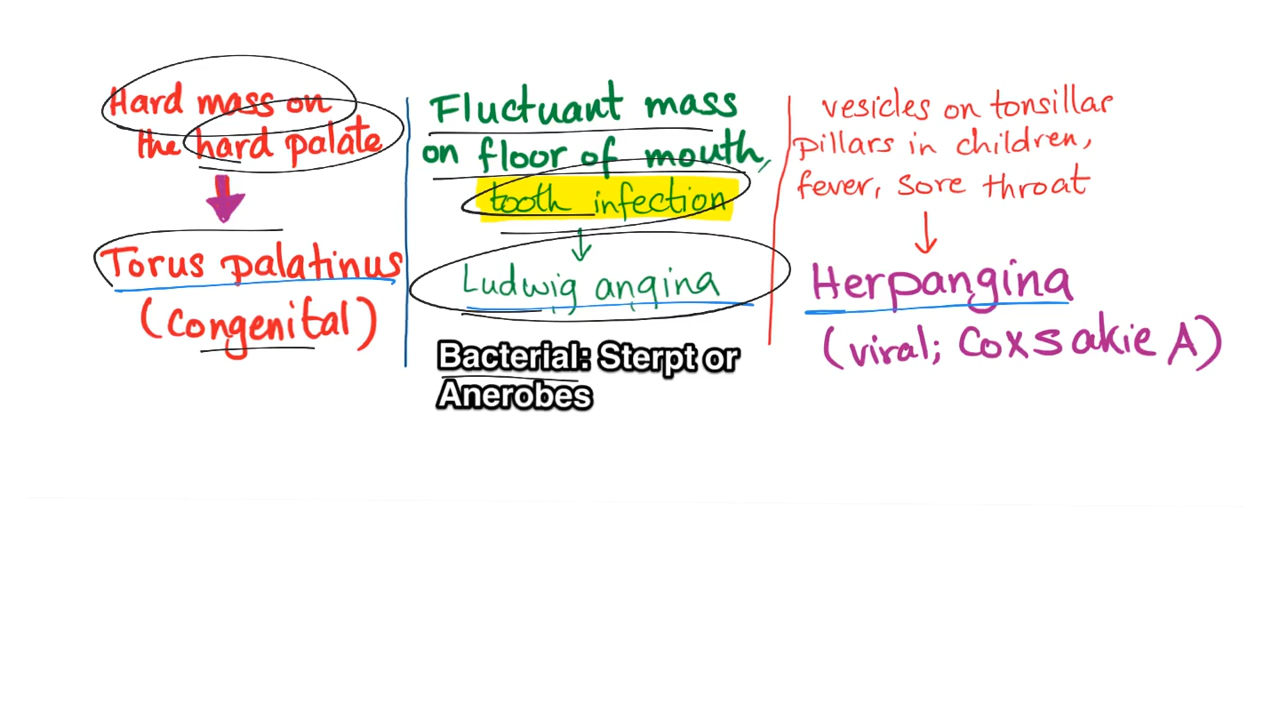 Hard mass on
the hard palate
Torus palatinus
(congenital)
Fluctuant mass
on floor of mouth,
tooth infection
Ludwig angina
Bacterial: Sterpt or
Anerobes
vesicles on tonsillar
pillars in children,
fever, sore throat
Herpangina
(viral; Coxsakie A)